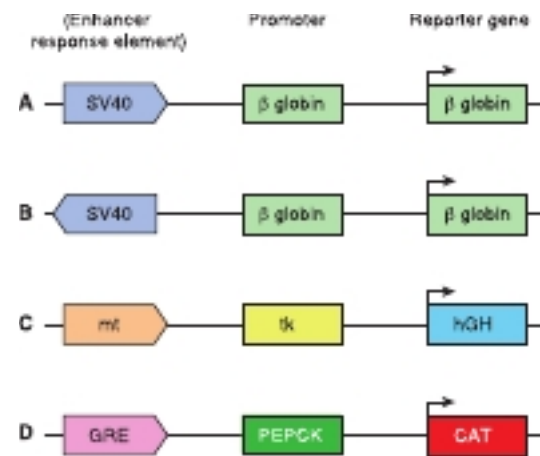 (Enhancer
response element)
Promoter
Reporter gene
A SV40 β globin β globin
B SV40 β globin β globin
C mt tk hGH
D GRE PEPCK CAT